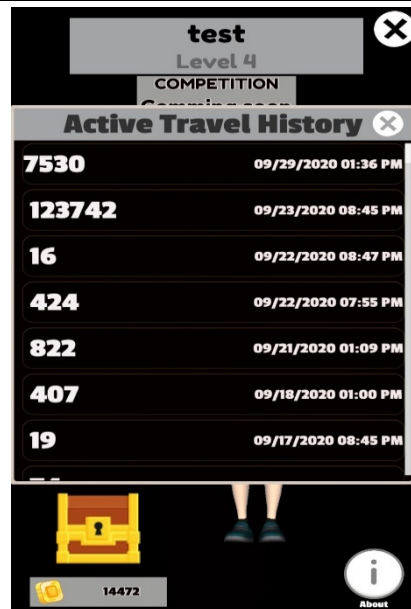 test
Level 4
COMPETITION
Comming soon
Active Travel History
7530 09/29/2020 01:36 PM
123742 09/23/2020 08:45 PM
16 09/22/2020 08:47 PM
424 09/22/2020 07:55 PM
822 09/21/2020 01:09 PM
407 09/18/2020 01:00 PM
19 09/17/2020 08:45 PM
14472
About